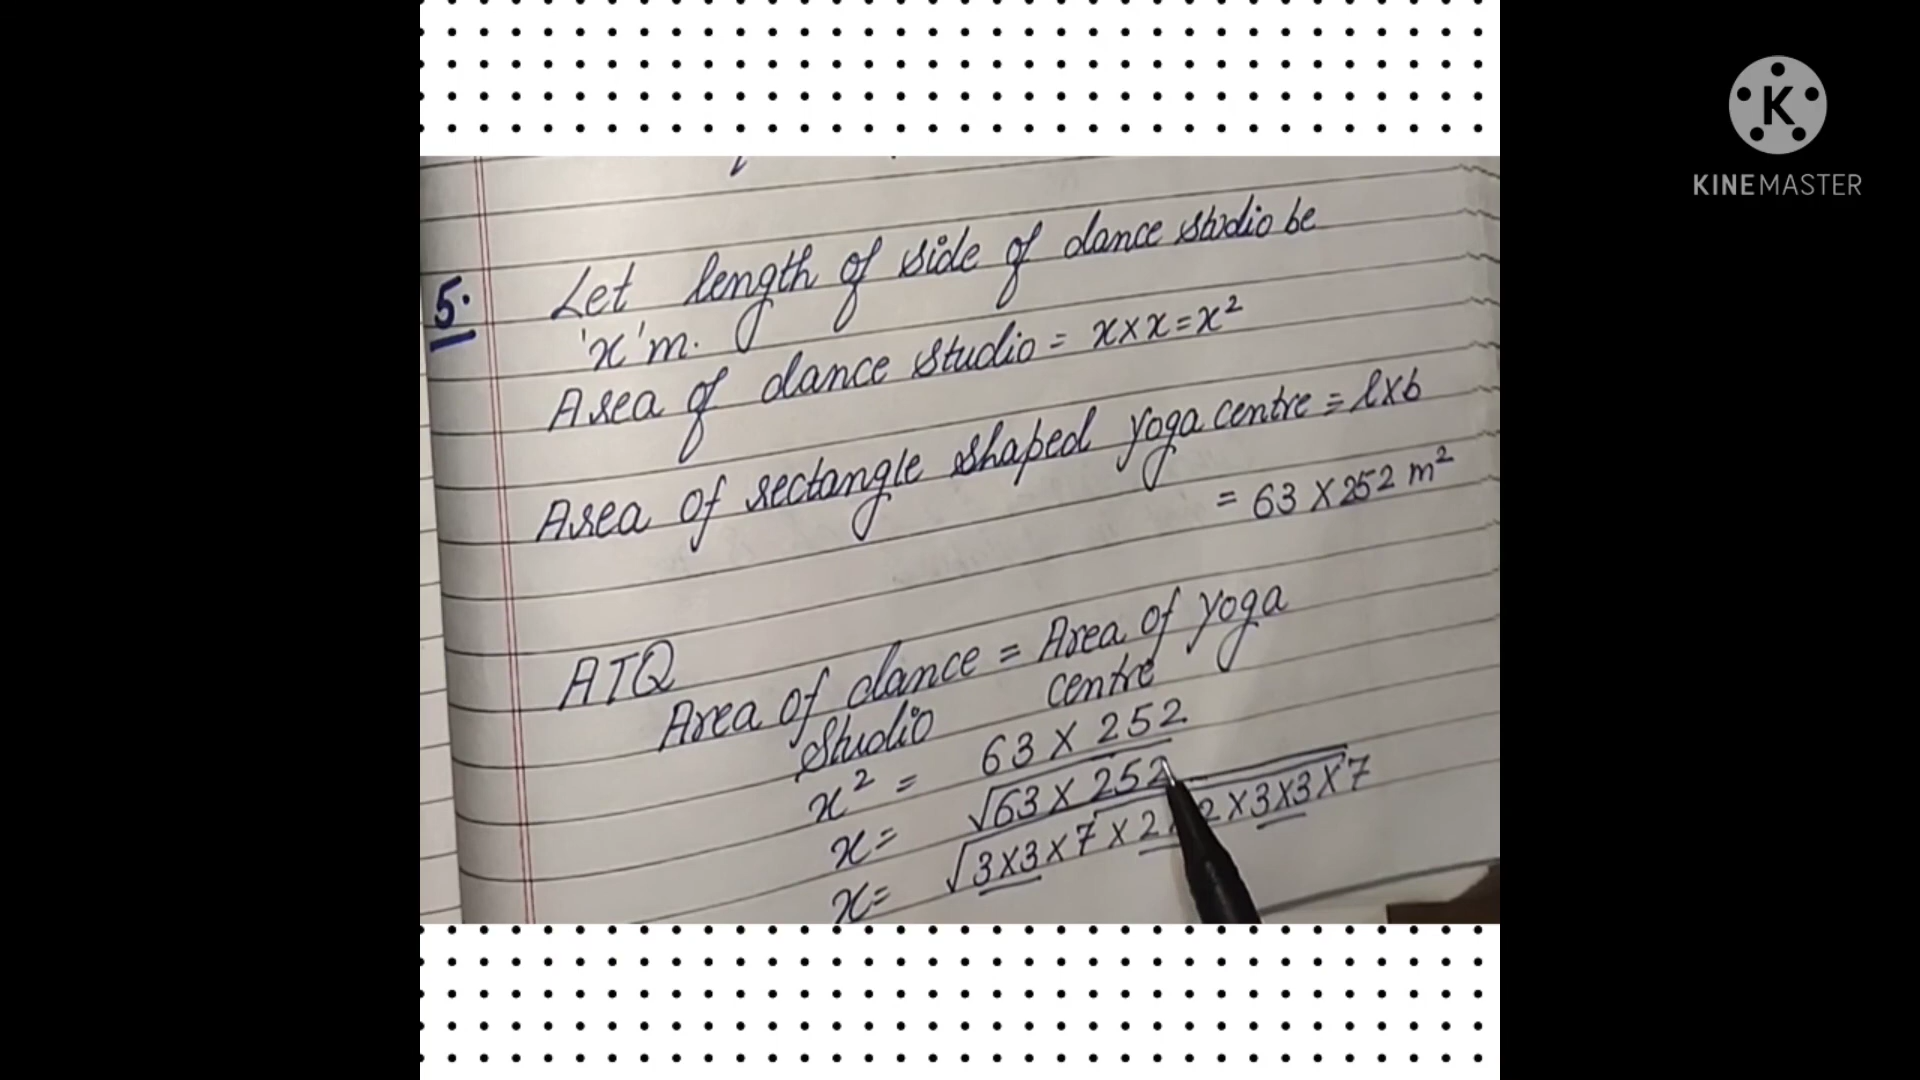 K
KINEMASTER
5. Let length of side of dance studio be
'x' m.
Area of dance studio = x×x=x²
Area of rectangle shaped yoga centre = l×b
= 63 × 252 m²
ATQ
Area of dance = Area of yoga
studio centre
x² = 63 × 252
x = √63 × 252
x = √3×3×7×2×2×3×3×7